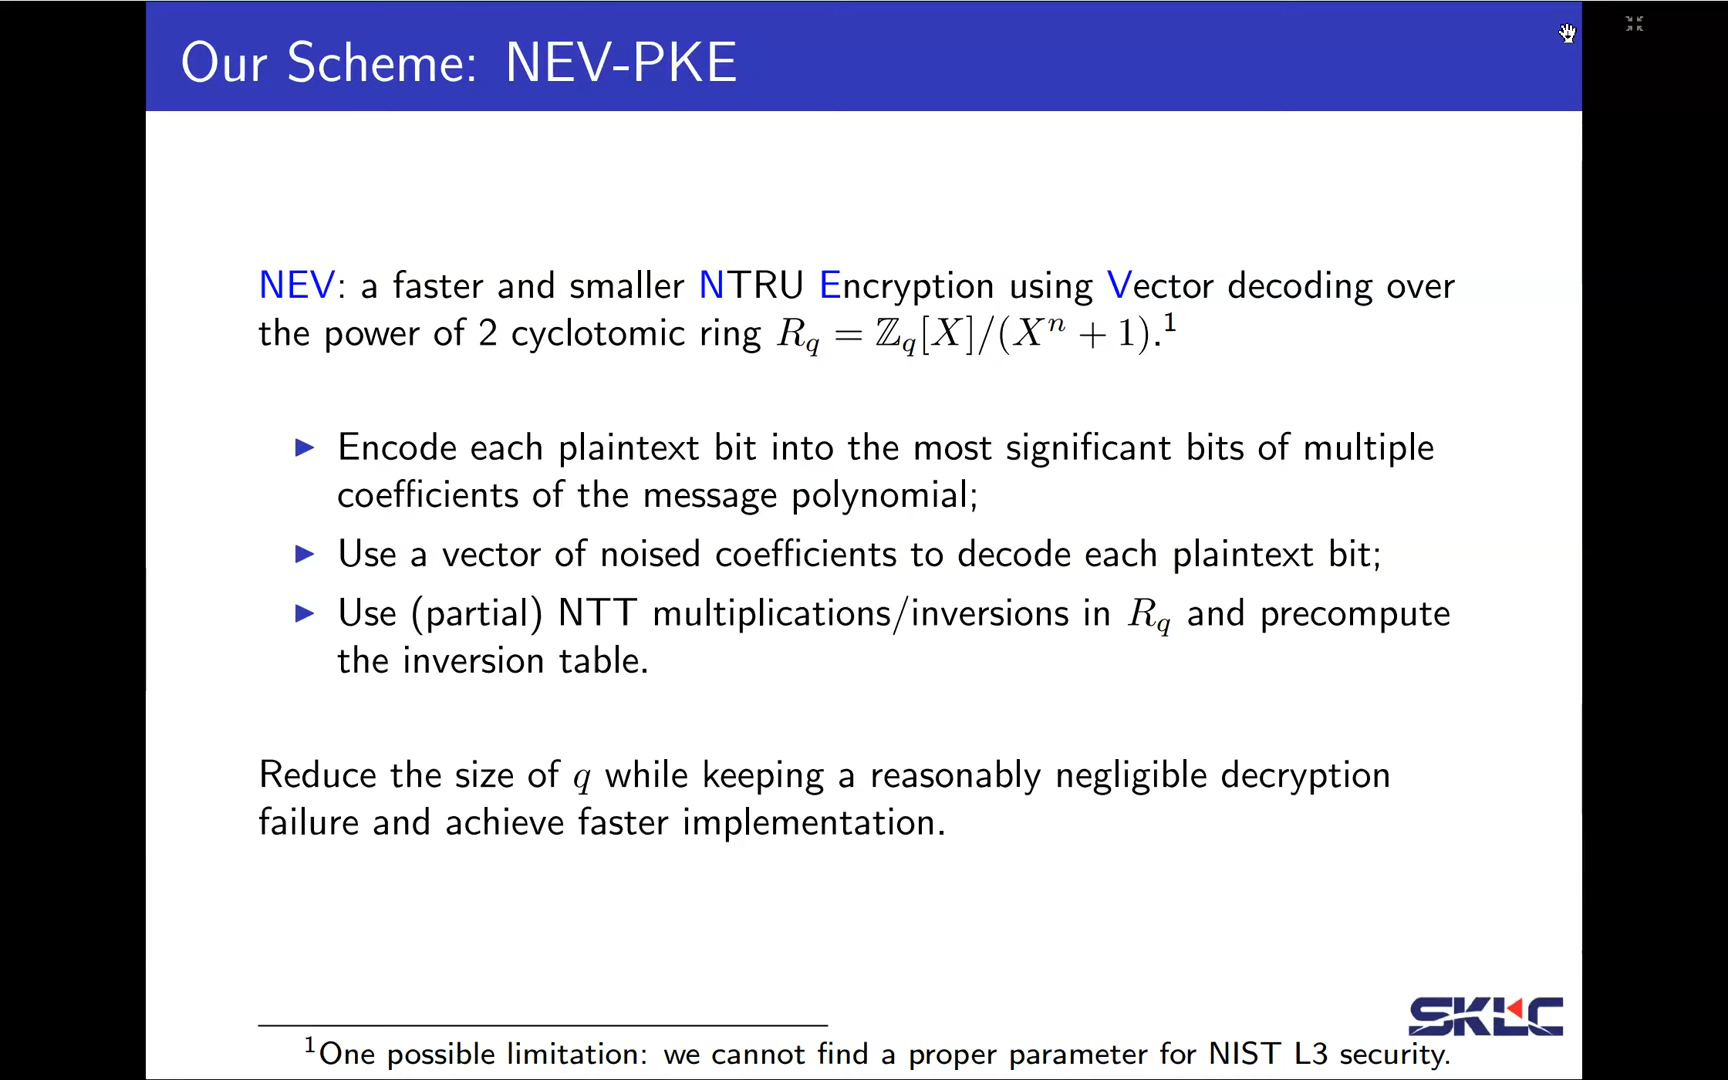 Our Scheme: NEV-PKE
NEV: a faster and smaller NTRU Encryption using Vector decoding over
the power of 2 cyclotomic ring $R_q = \mathbb{Z}_q[X]/(X^n + 1)$.¹
▶ Encode each plaintext bit into the most significant bits of multiple
coefficients of the message polynomial;
▶ Use a vector of noised coefficients to decode each plaintext bit;
▶ Use (partial) NTT multiplications/inversions in $R_q$ and precompute
the inversion table.
Reduce the size of $q$ while keeping a reasonably negligible decryption
failure and achieve faster implementation.
SKLC
¹One possible limitation: we cannot find a proper parameter for NIST L3 security.